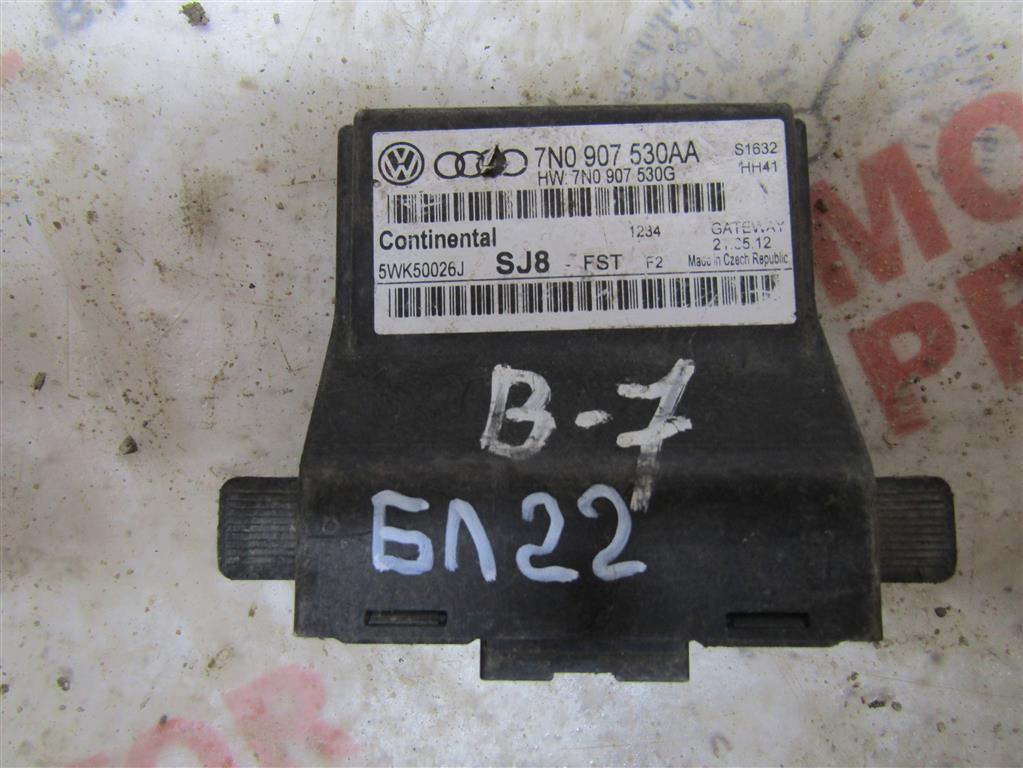 7N0 907 530AA
S1632
HW: 7N0 907 530G
HH41
Continental
1234
GATEWAY
5WK50026J
SJ8 - FST F2
Made in Czech Republic
В-7
БЛ22